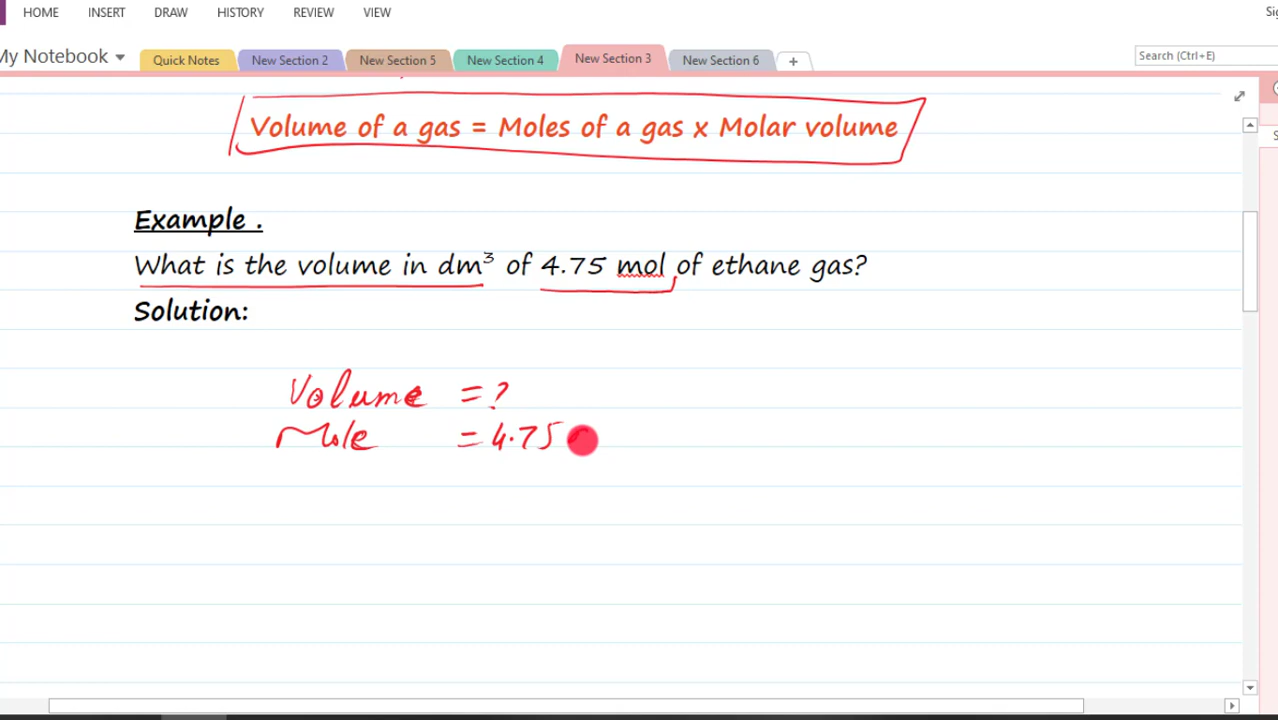 HOME INSERT DRAW HISTORY REVIEW VIEW
My Notebook Quick Notes New Section 2 New Section 5 New Section 4 New Section 3 New Section 6 + Search (Ctrl+E)
Volume of a gas = Moles of a gas x Molar volume
Example .
What is the volume in dm³ of 4.75 mol of ethane gas?
Solution:
Volume = ?
Mole = 4.75